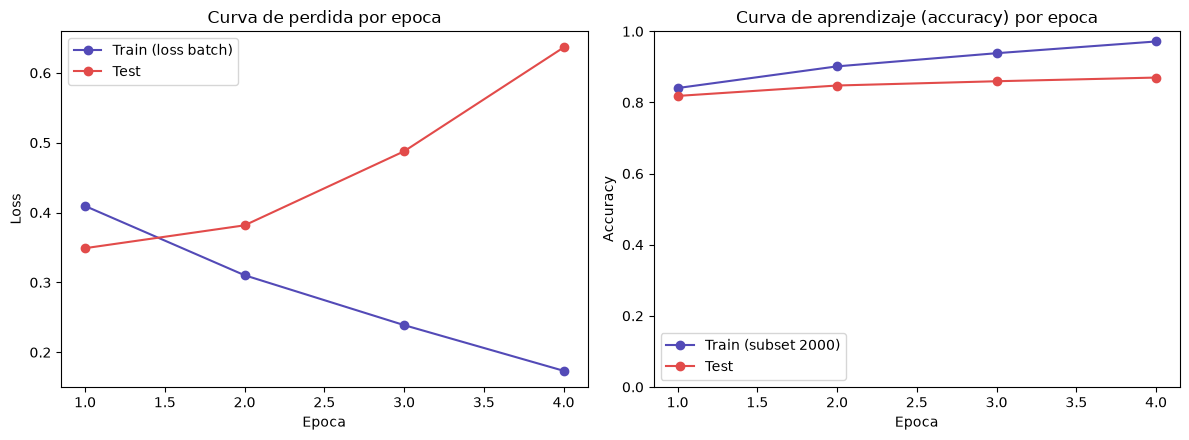 Curva de perdida por epoca
Train (loss batch)
Test
0.6
0.5
0.4
0.3
0.2
Loss
1.0 1.5 2.0 2.5 3.0 3.5 4.0
Epoca
Curva de aprendizaje (accuracy) por epoca
1.0
0.8
0.6
0.4
0.2
0.0
Accuracy
Train (subset 2000)
Test
1.0 1.5 2.0 2.5 3.0 3.5 4.0
Epoca